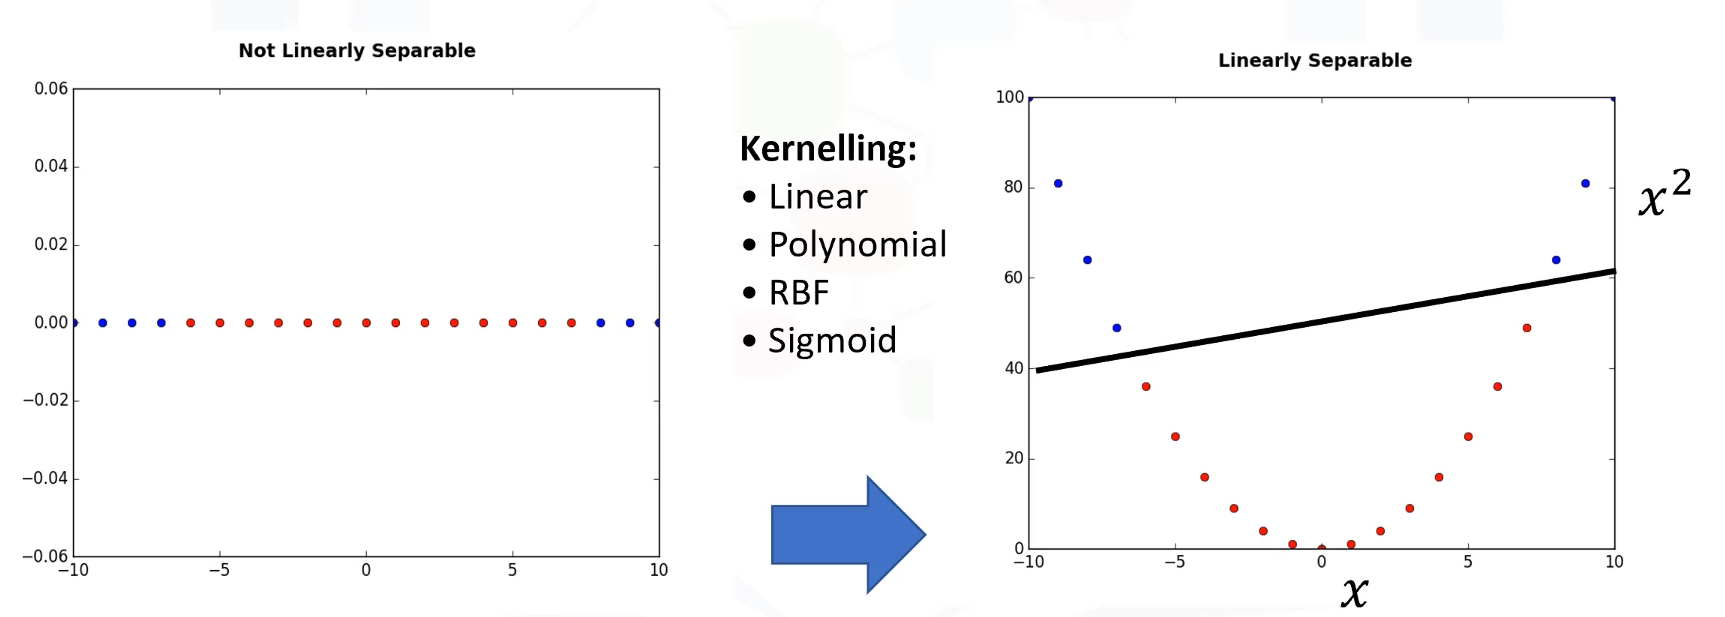 Not Linearly Separable
0.06
0.04
0.02
0.00
−0.02
−0.04
−0.06
−10 −5 0 5 10
Kernelling:
• Linear
• Polynomial
• RBF
• Sigmoid
Linearly Separable
100
80
60
40
20
0
−10 −5 0 5 10
x
x²